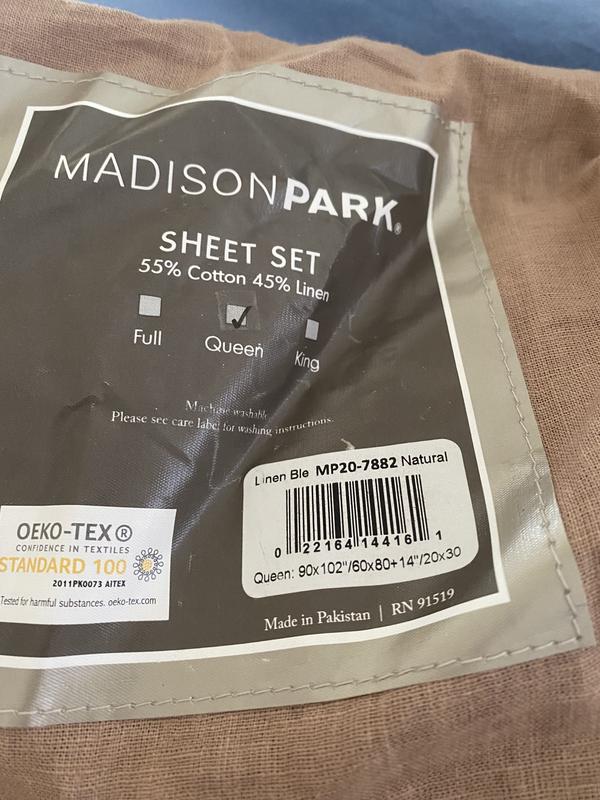 MADISONPARK®
SHEET SET
55% Cotton 45% Linen
Full
✓
Queen
King
Machine washable
Please see care label for washing instructions.
Linen Ble MP20-7882 Natural
0 22164 14416 1
Queen: 90x102"/60x80+14"/20x30
OEKO-TEX®
CONFIDENCE IN TEXTILES
STANDARD 100
2011PK0073 AITEX
Tested for harmful substances. oeko-tex.com
Made in Pakistan | RN 91519